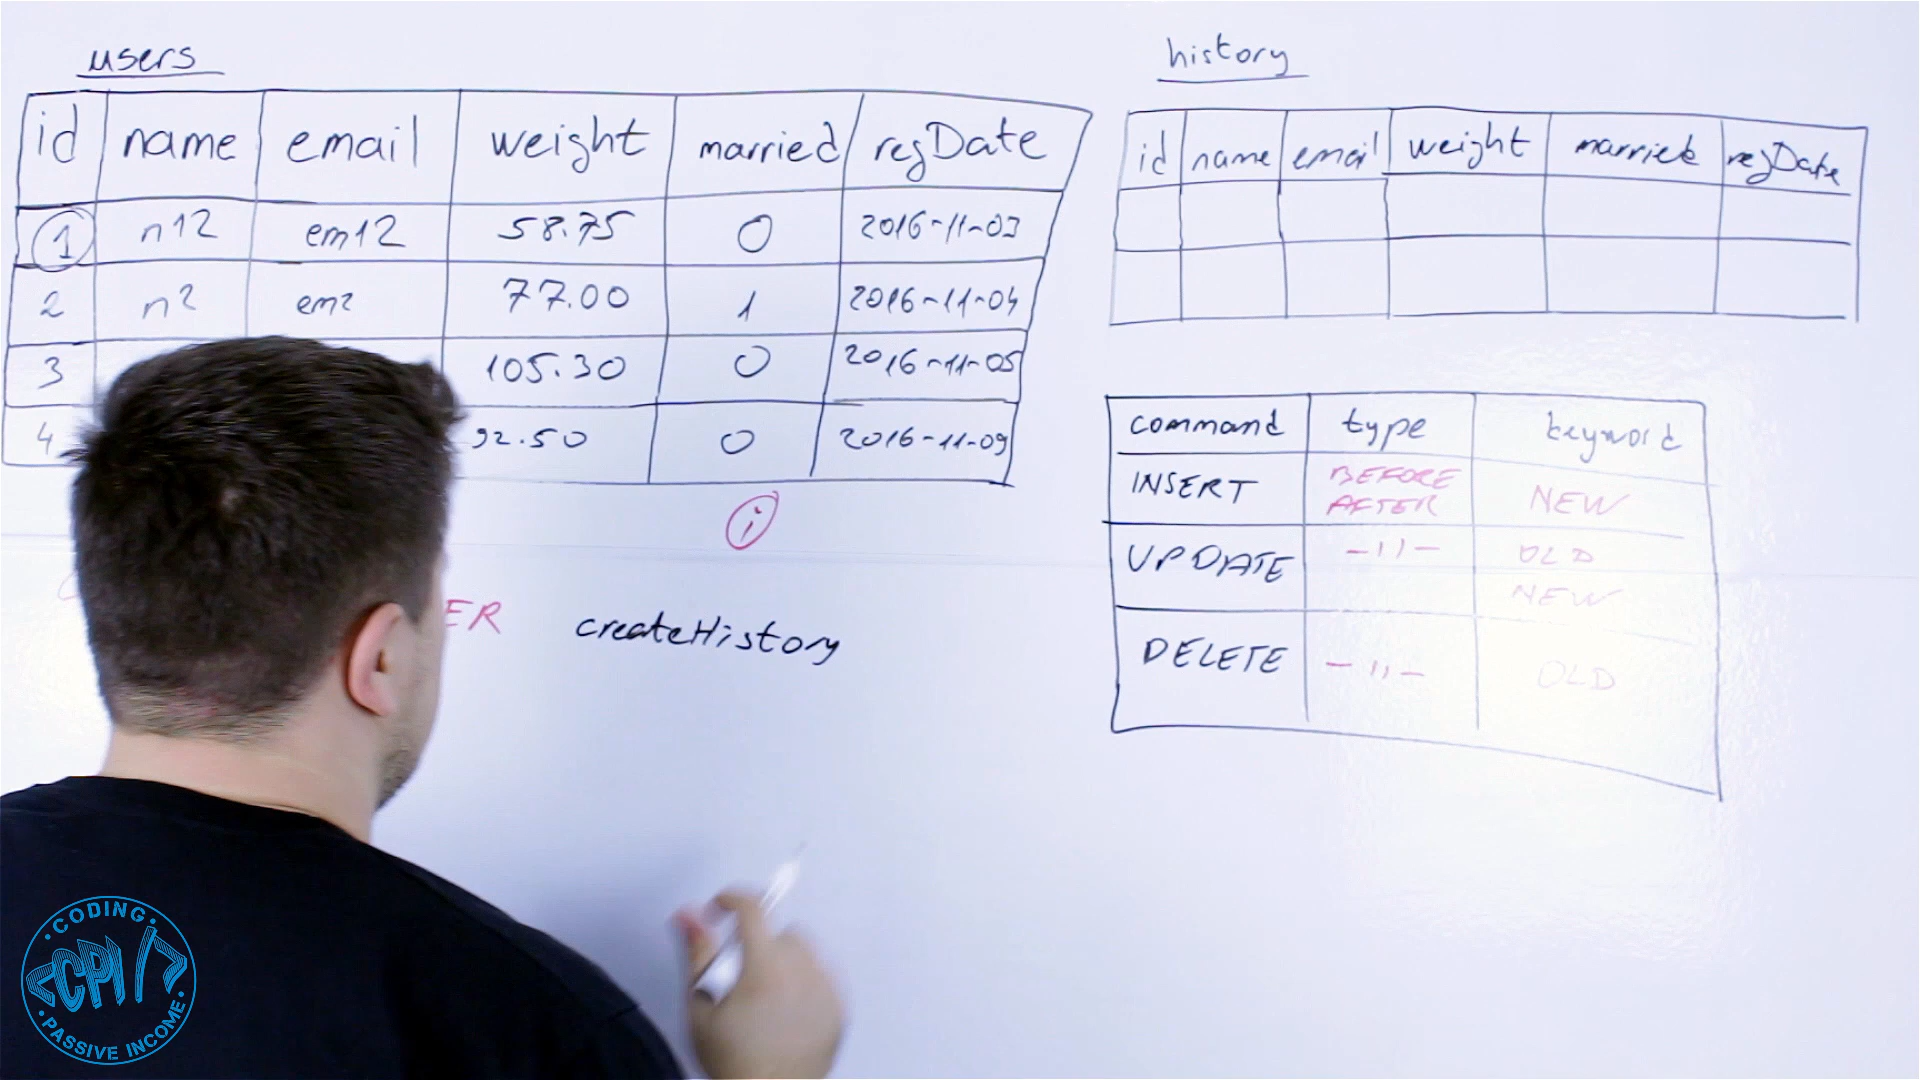 users
id name email weight married regDate
1 n12 em12 58.75 0 2016-11-03
2 n2 em2 77.00 1 2016-11-04
3 105.30 0 2016-11-05
4 92.50 0 2016-11-09
i
ER createHistory
history
id name email weight married regDate
command type keyword
INSERT BEFORE AFTER NEW
UPDATE -11- OLD NEW
DELETE -11- OLD
·CODING·
<CPI/>
·PASSIVE INCOME·